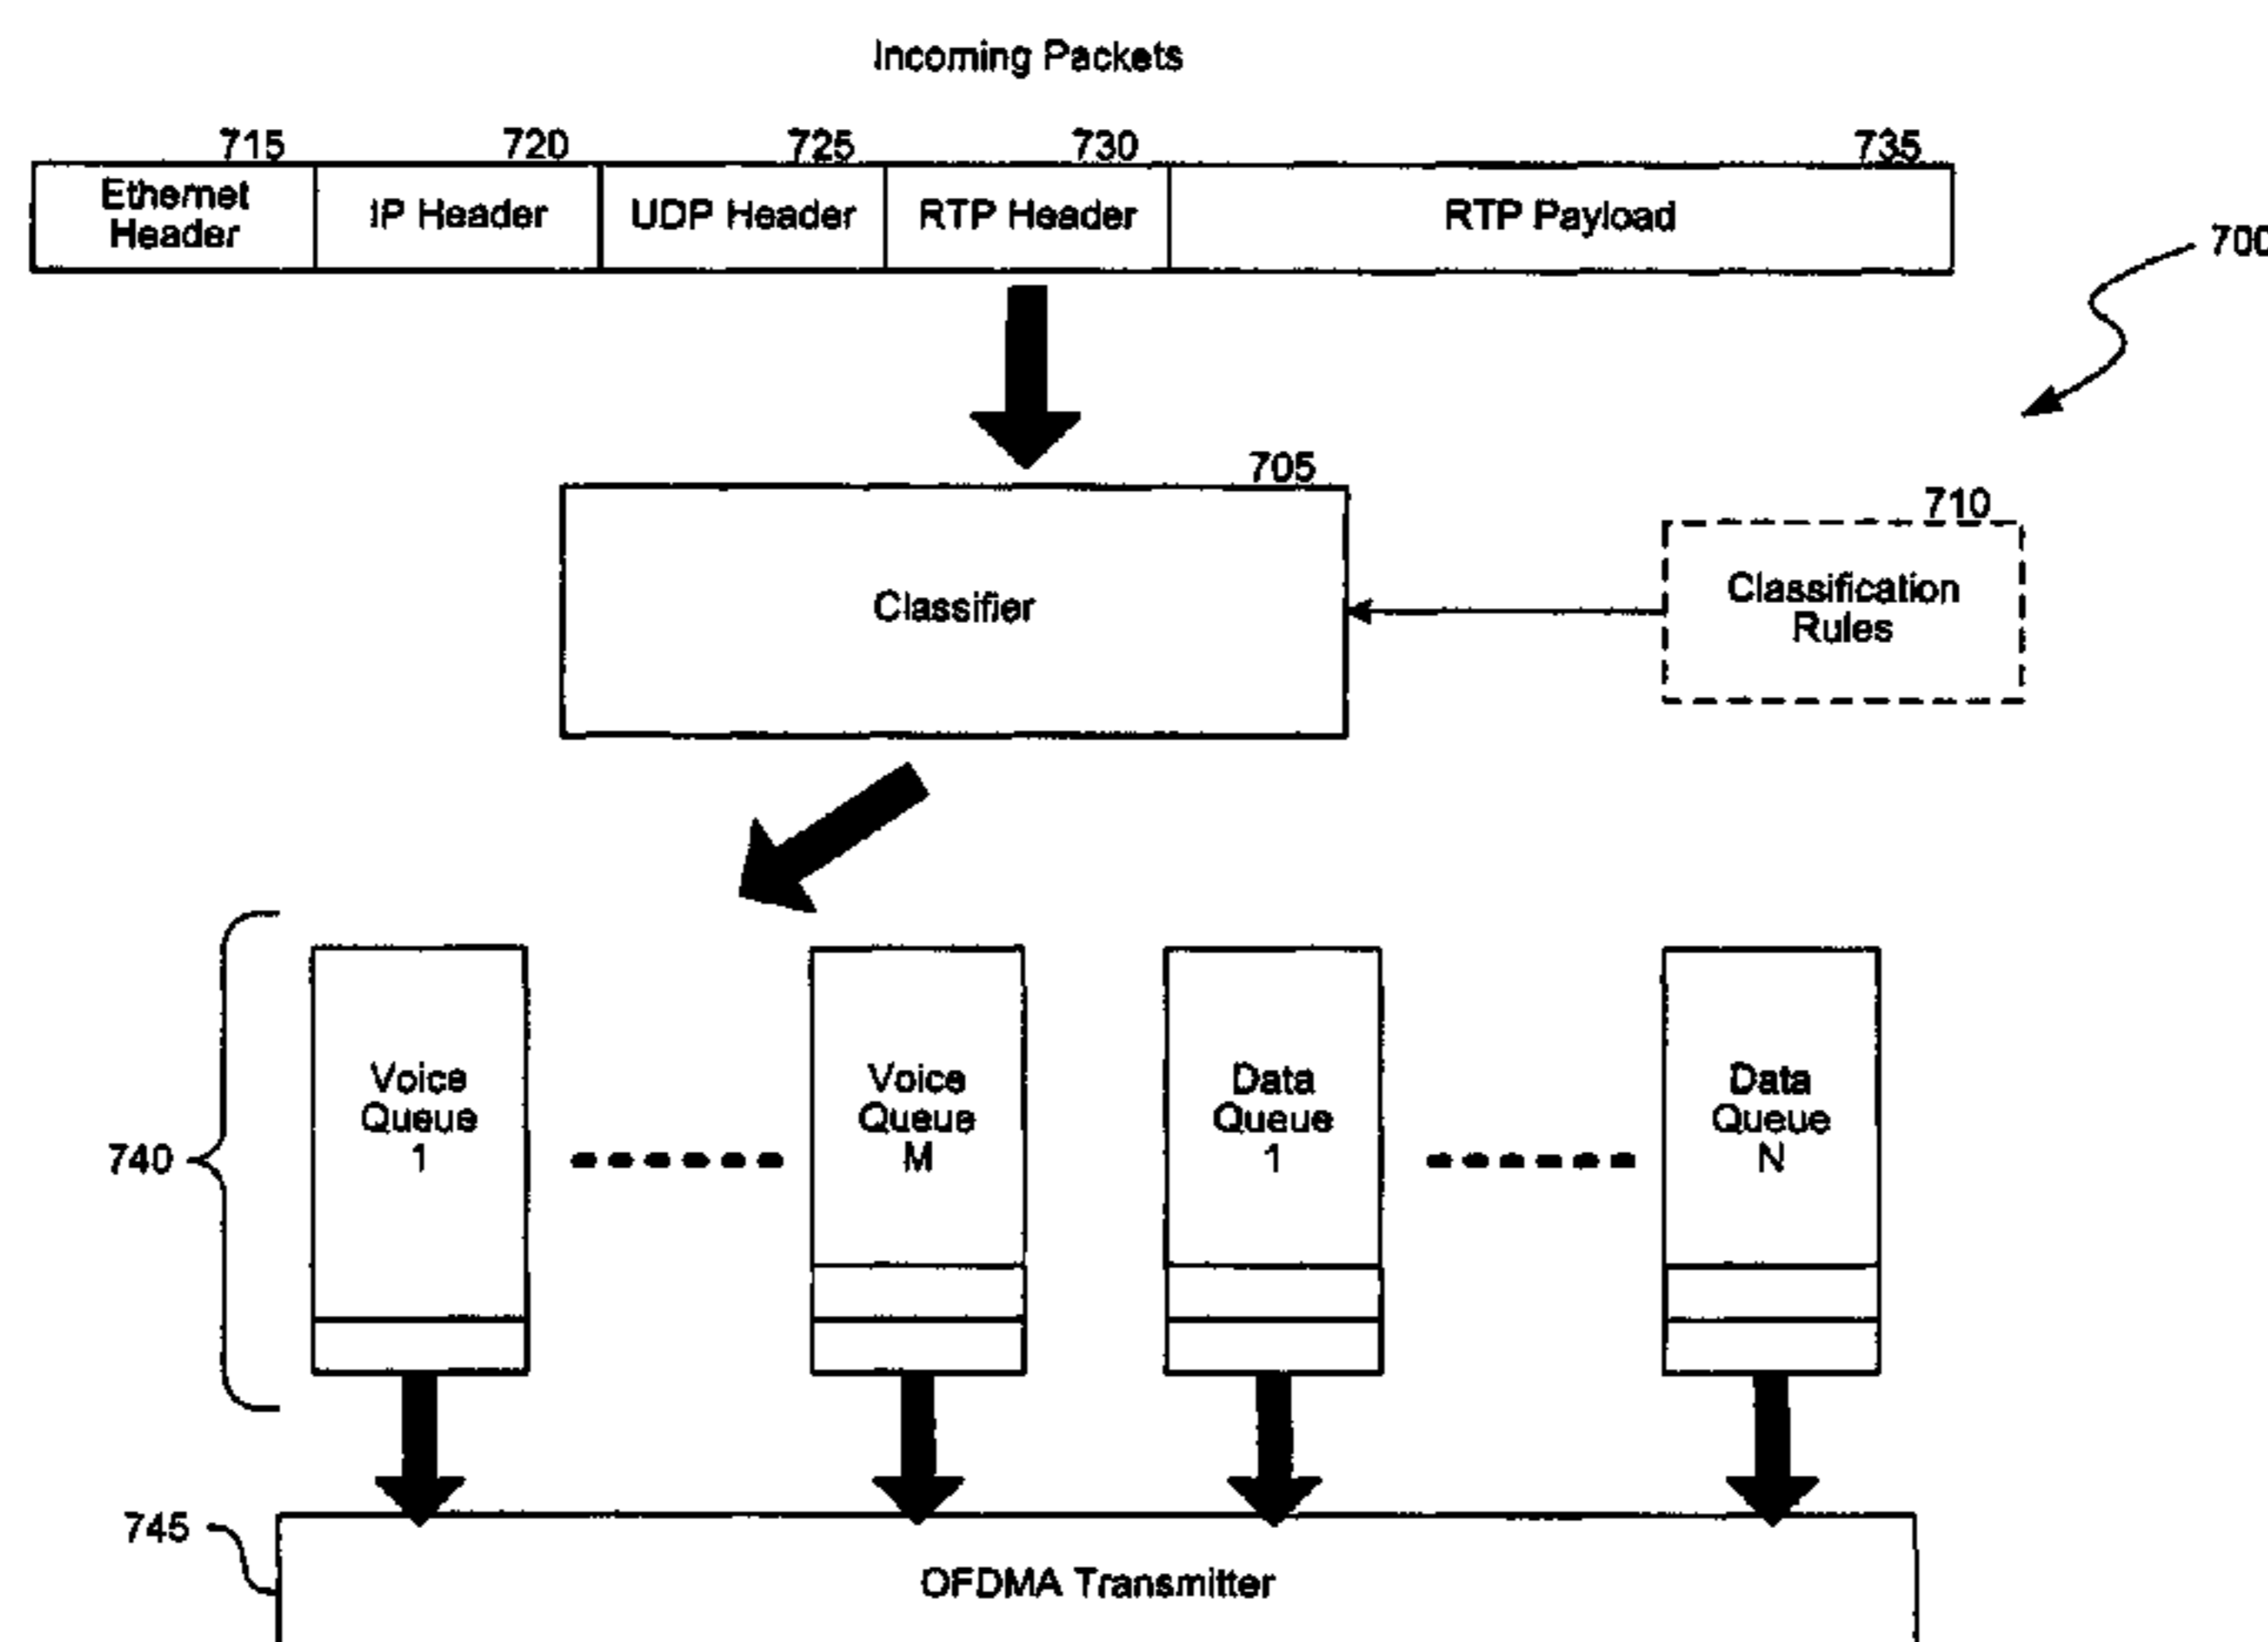 Incoming Packets
715 720 725 730 735
Ethernet
Header
IP Header
UDP Header
RTP Header
RTP Payload
700
705
Classifier
710
Classification
Rules
740
Voice
Queue
1
Voice
Queue
M
Data
Queue
1
Data
Queue
N
745
OFDMA Transmitter